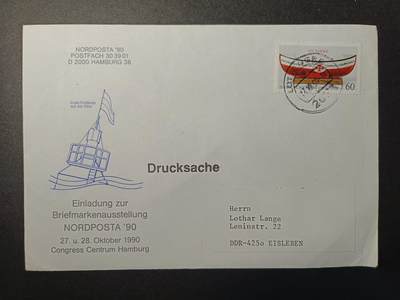 NORDPOSTA '90
POSTFACH 30 39 01
D 2000 HAMBURG 36
60
Drucksache
Einladung zur
Briefmarkenausstellung
NORDPOSTA '90
27. u. 28. Oktober 1990
Congress Centrum Hamburg
Herrn
Lothar Lange
Leninstr. 22
DDR-425o EISLEBEN